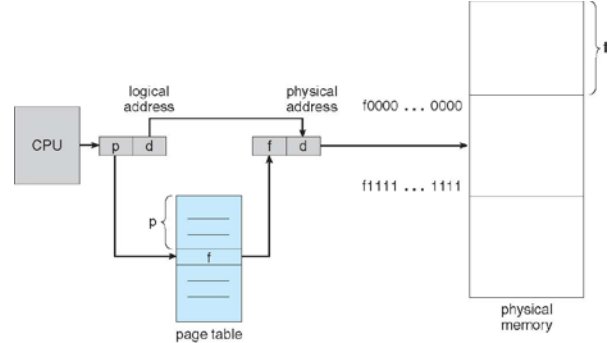 logical
address
physical
address
f
f0000 ... 0000
CPU
p
d
f
d
f1111 ... 1111
p
f
page table
physical
memory